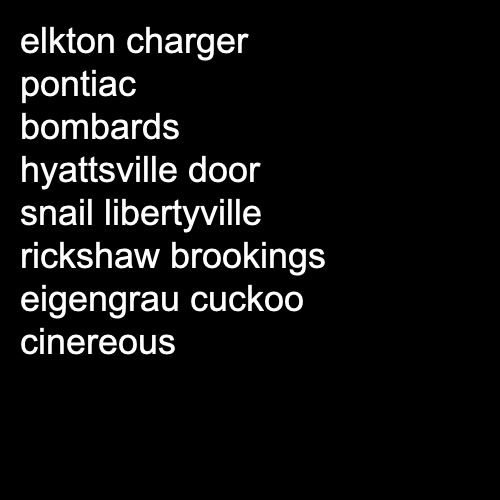 elkton charger
pontiac
bombards
hyattsville door
snail libertyville
rickshaw brookings
eigengrau cuckoo
cinereous